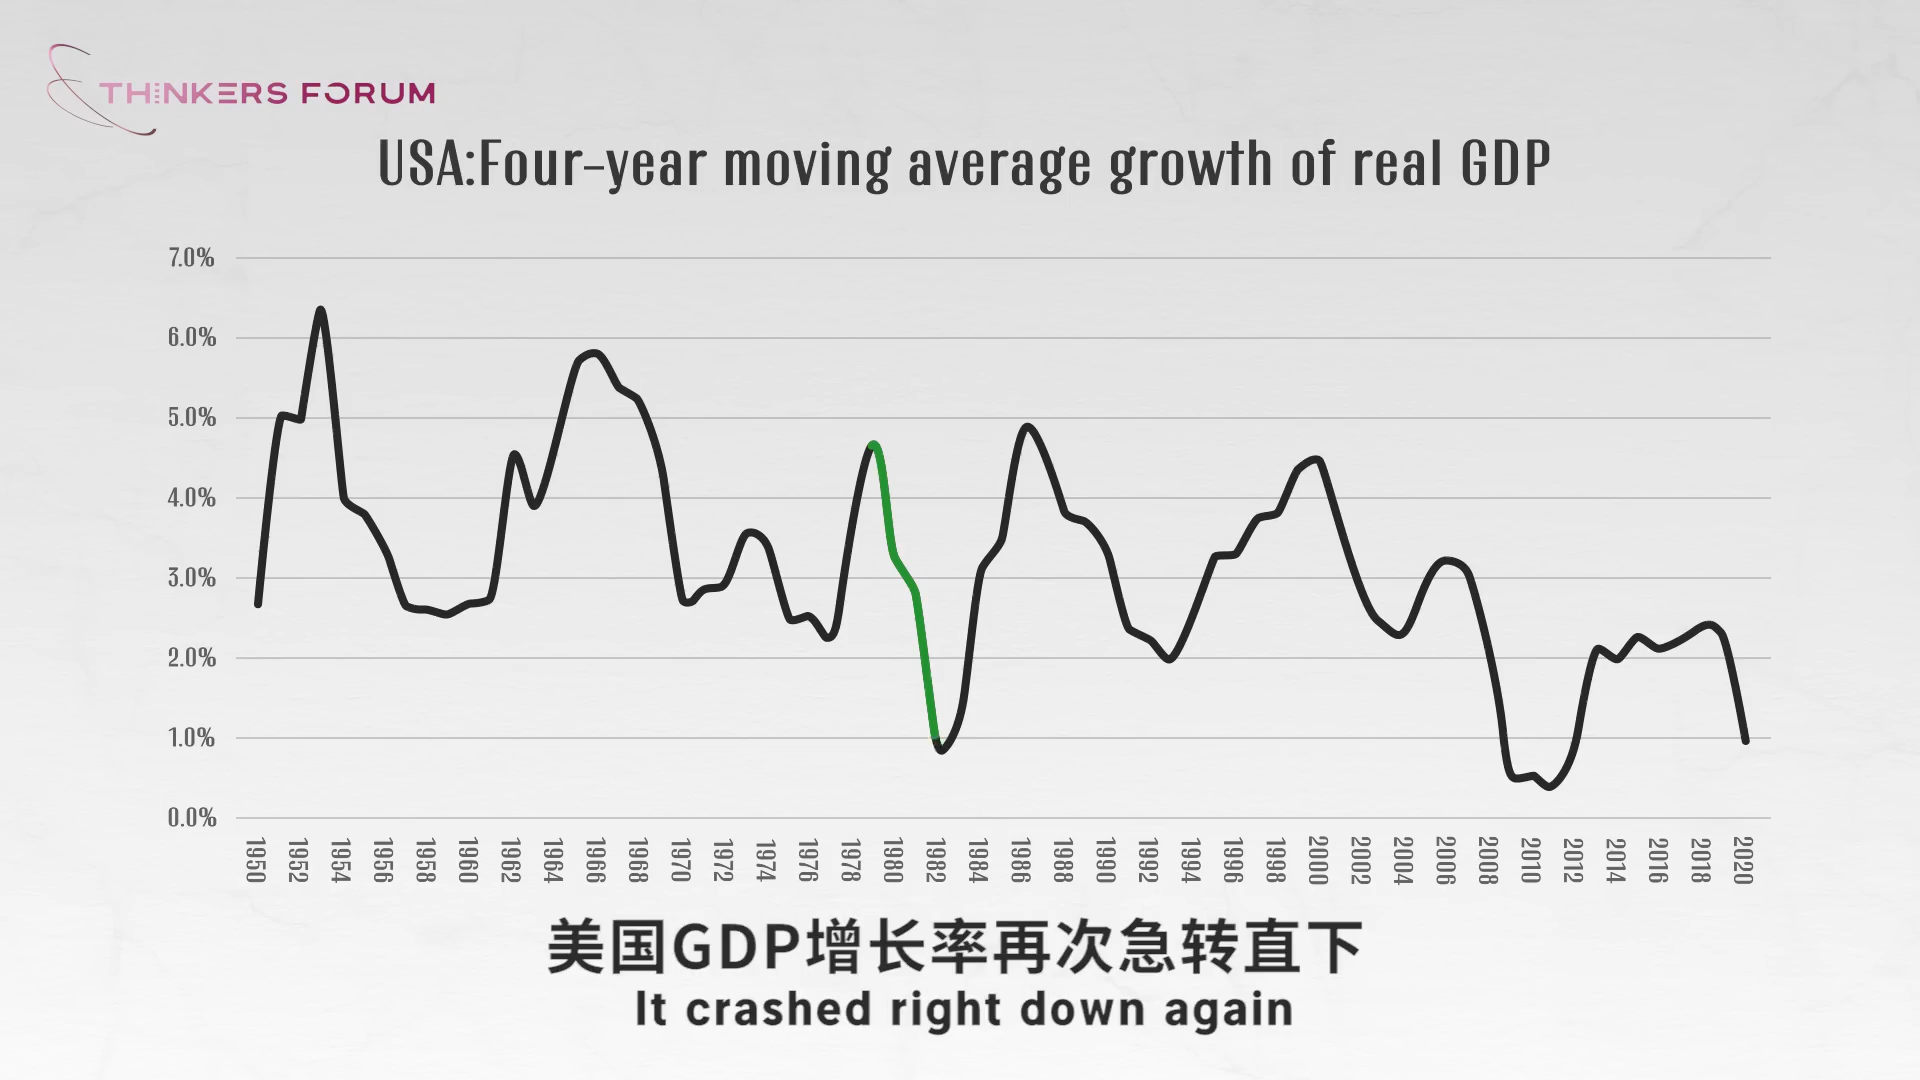 THINKERS FORUM
USA:Four-year moving average growth of real GDP
7.0%
6.0%
5.0%
4.0%
3.0%
2.0%
1.0%
0.0%
1950 1952 1954 1956 1958 1960 1962 1964 1966 1968 1970 1972 1974 1976 1978 1980 1982 1984 1986 1988 1990 1992 1994 1996 1998 2000 2002 2004 2006 2008 2010 2012 2014 2016 2018 2020
美国GDP增长率再次急转直下
It crashed right down again